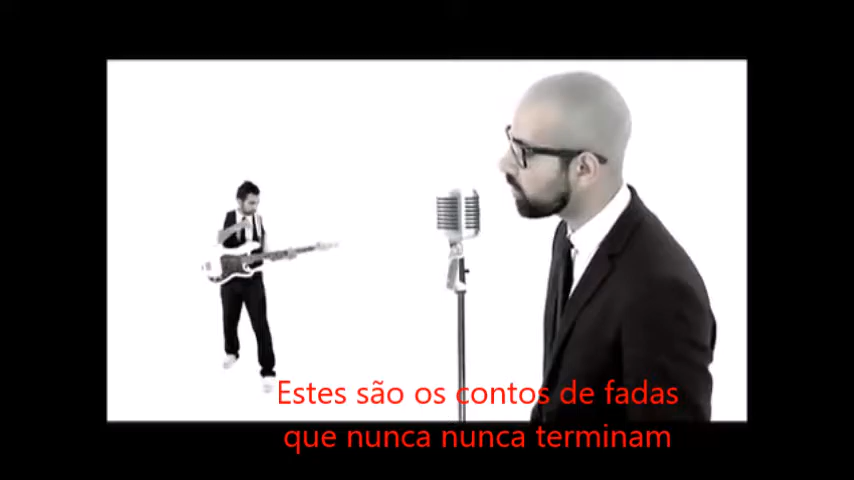 Estes são os contos de fadas
que nunca nunca terminam